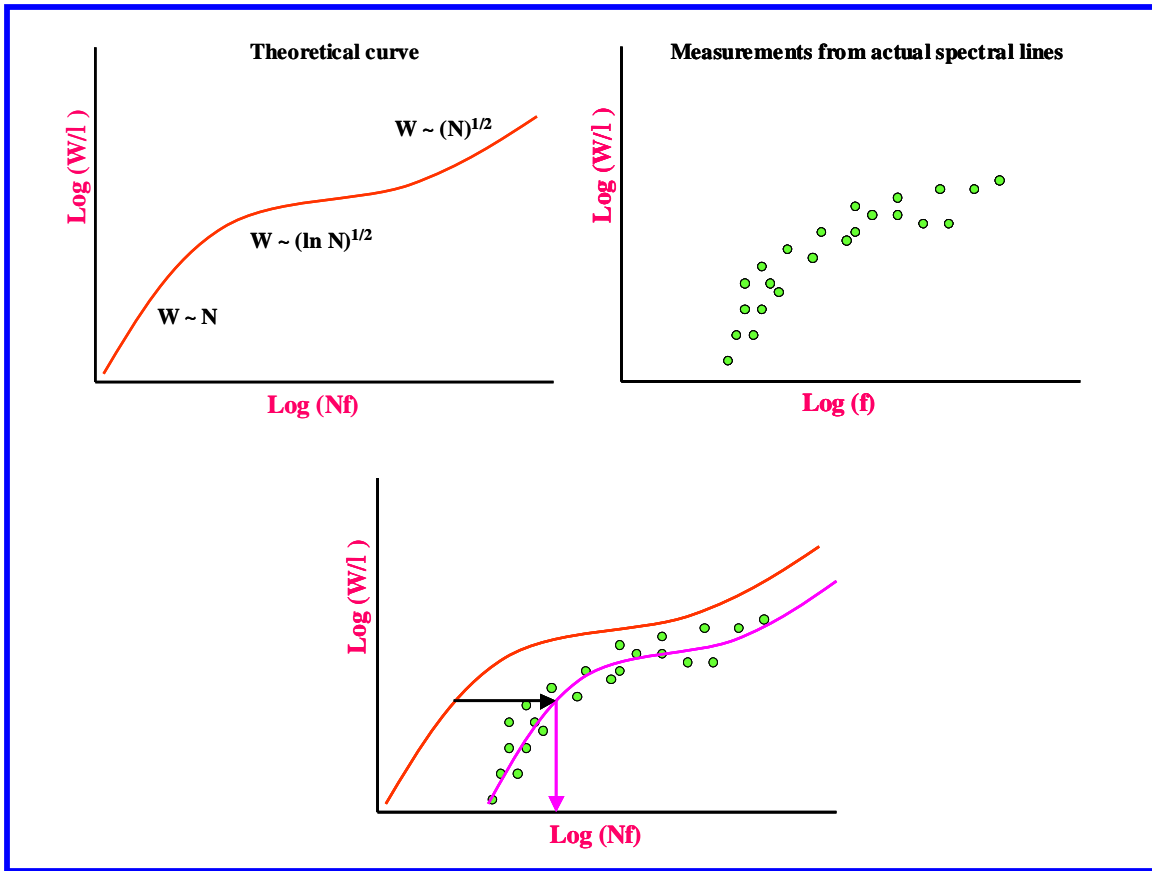 Theoretical curve
Log (W/l )
W ~ (N)1/2
W ~ (ln N)1/2
W ~ N
Log (Nf)
Measurements from actual spectral lines
Log (W/l )
Log (f)
Log (W/l )
Log (Nf)